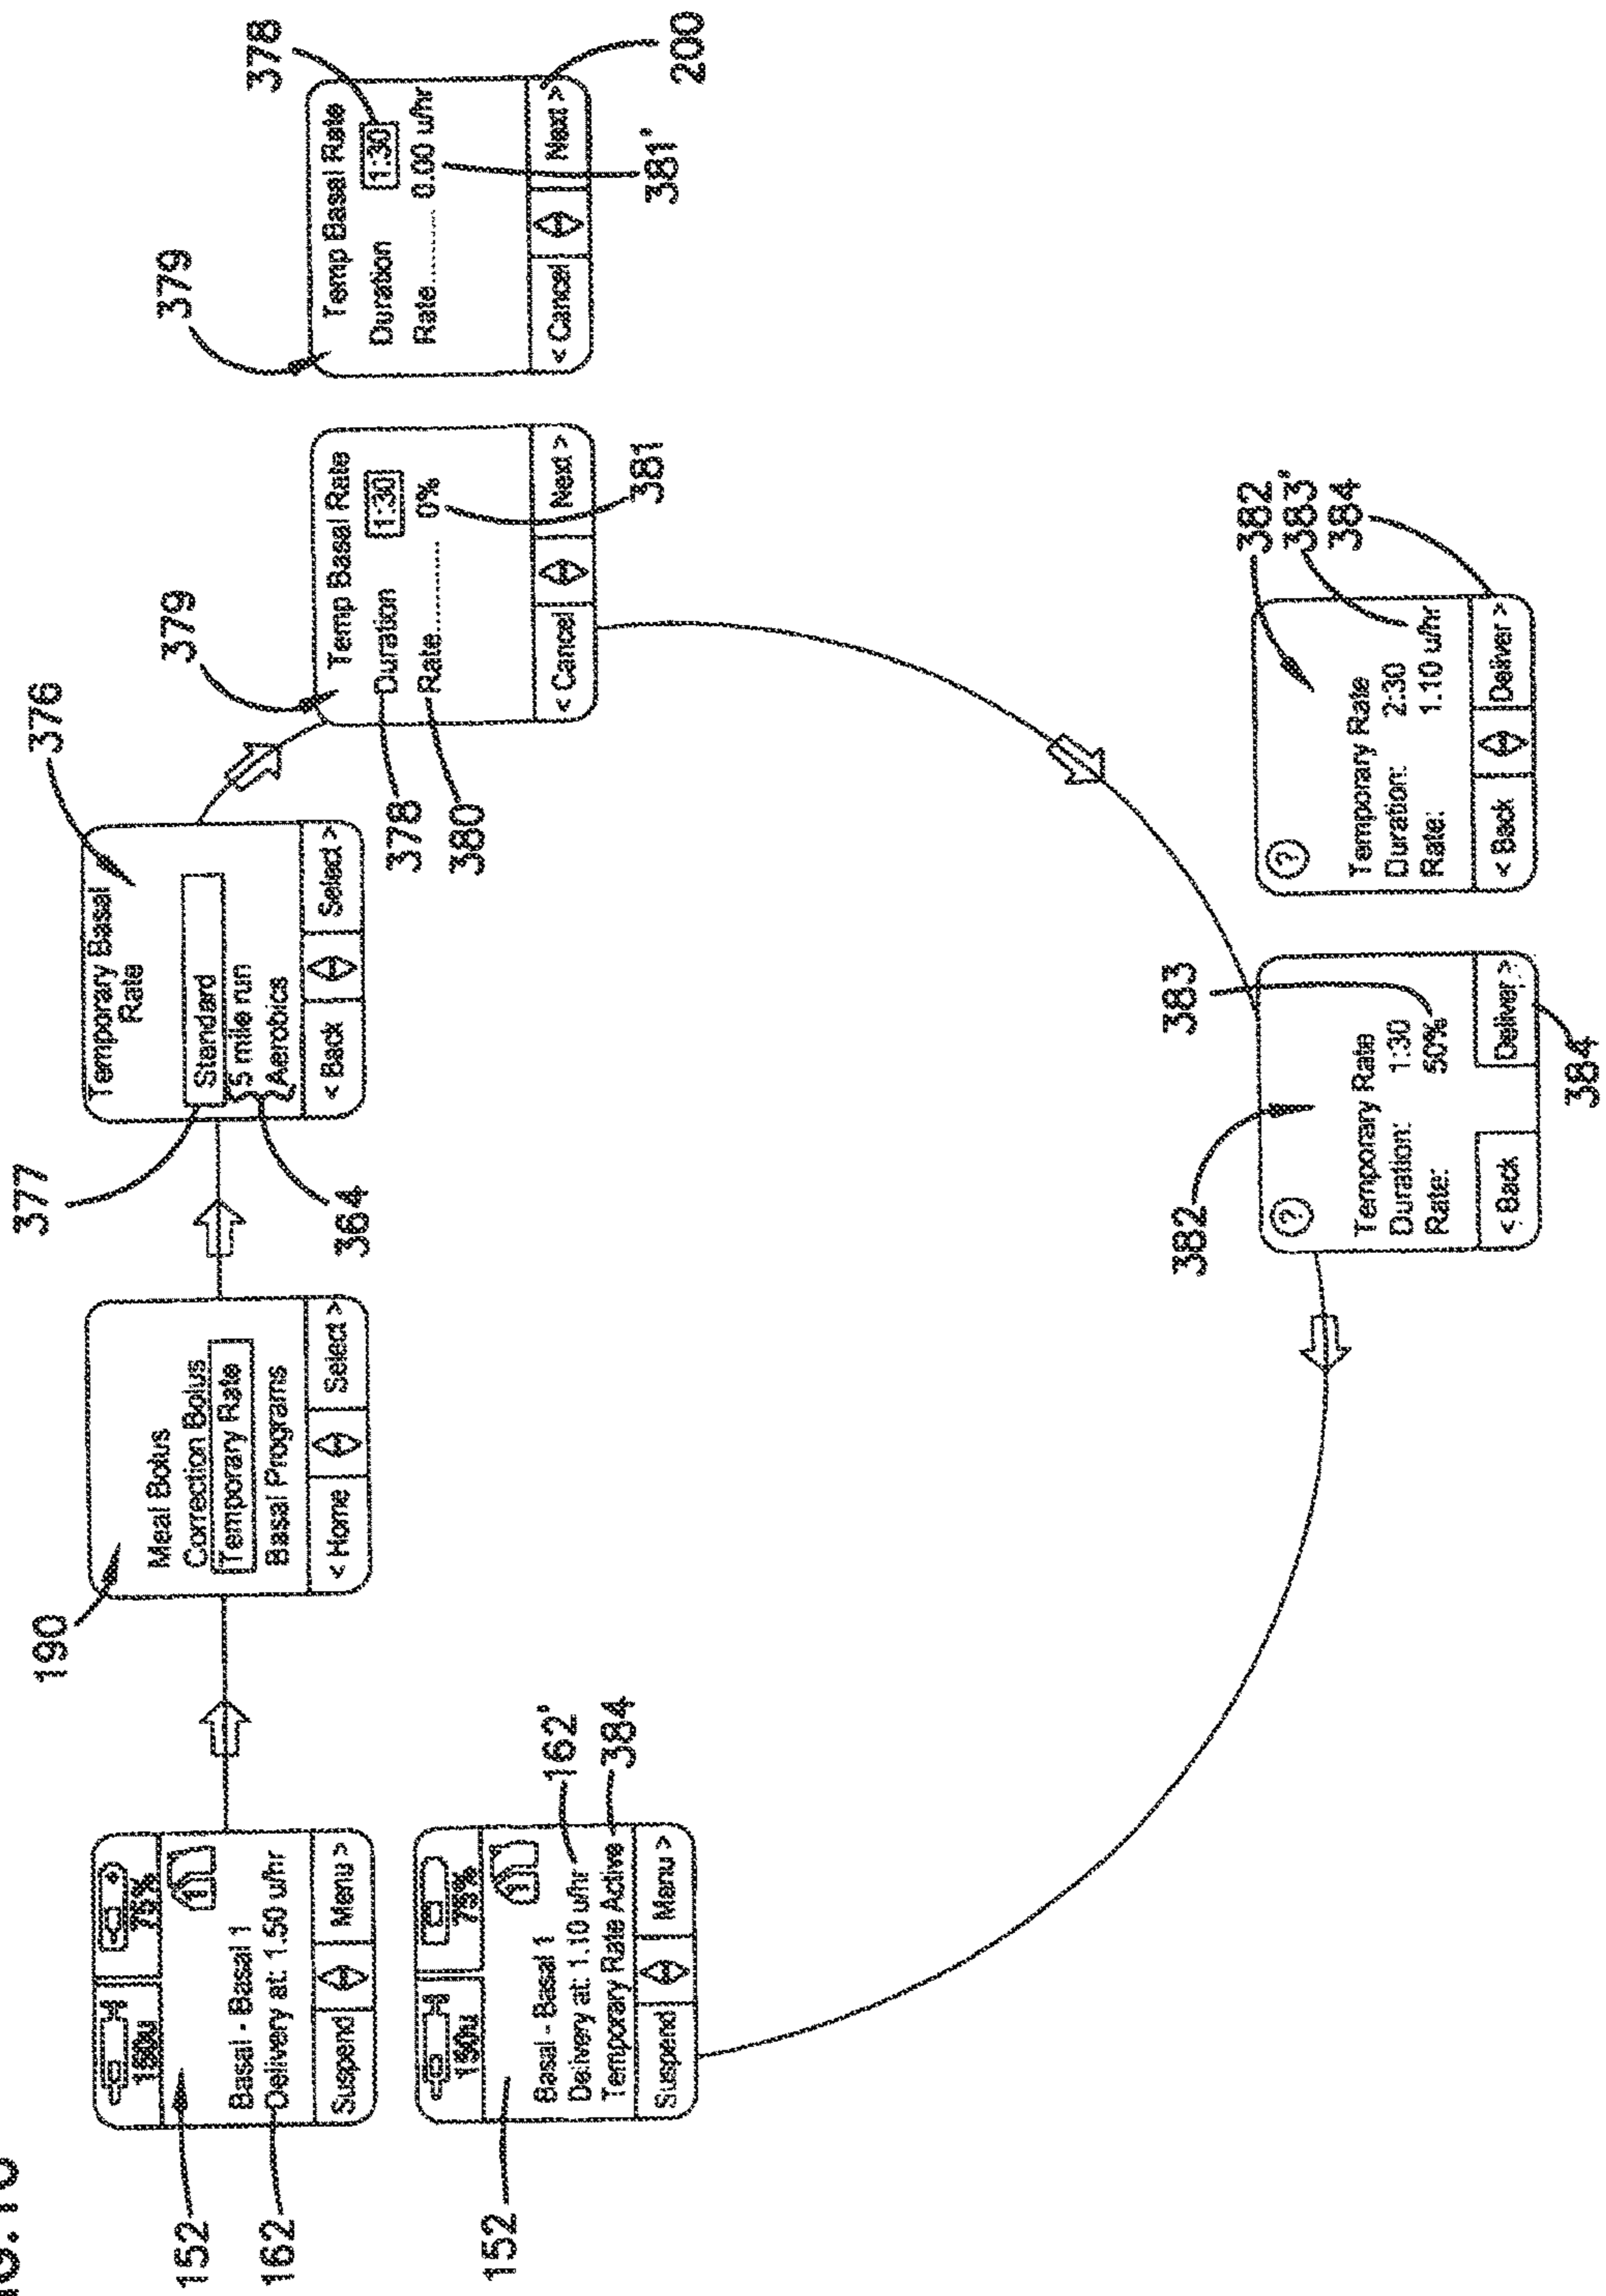 152
150u
75%
1
Basal - Basal 1
162
Delivery at: 1.50 u/hr
Suspend
Menu >
190
Meal Bolus
Correction Bolus
Temporary Rate
Basal Programs
< Home
Select >
377
376
Temporary Basal
Rate
Standard
5 mile run
Aerobics
364
< Back
Select >
379
Temp Basal Rate
378
Duration
1:30
380
Rate.......... 0%
381
< Cancel
Next >
379
378
Temp Basal Rate
Duration
1:30
Rate.......... 0.00 u/hr
381'
< Cancel
Next >
200
152
150u
75%
1
Basal - Basal 1
Delivery at: 1.10 u/hr
162'
Temporary Rate Active
384
Suspend
Menu >
382
383
?
Temporary Rate
Duration: 1:30
Rate: 50%
< Back
Deliver >
384
382
383'
384
?
Temporary Rate
Duration: 2:30
Rate: 1.10 u/hr
< Back
Deliver >